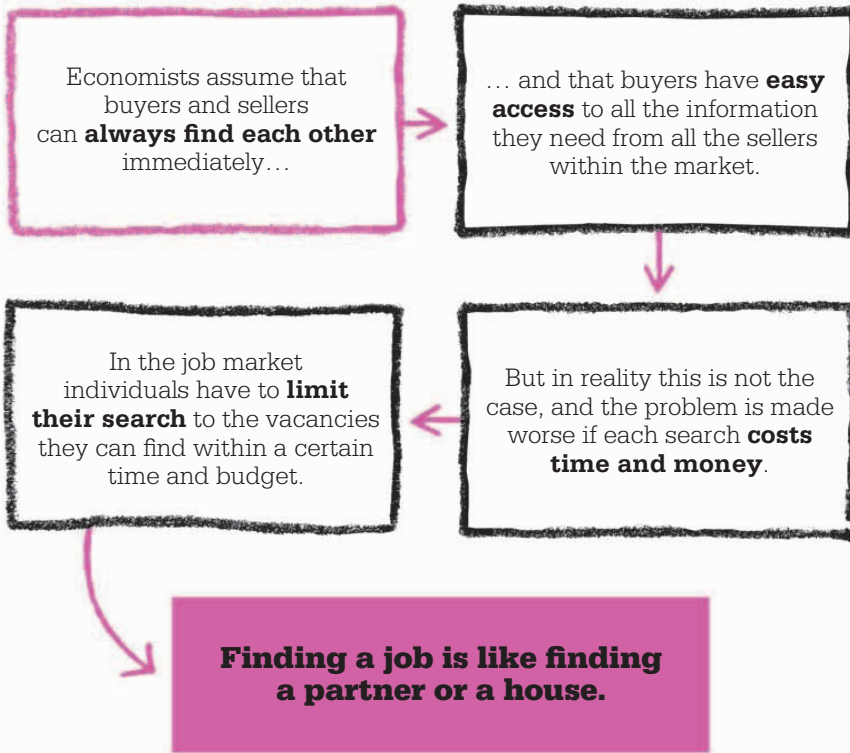 Economists assume that
buyers and sellers
can always find each other
immediately…
… and that buyers have easy
access to all the information
they need from all the sellers
within the market.
But in reality this is not the
case, and the problem is made
worse if each search costs
time and money.
In the job market
individuals have to limit
their search to the vacancies
they can find within a certain
time and budget.
Finding a job is like finding
a partner or a house.